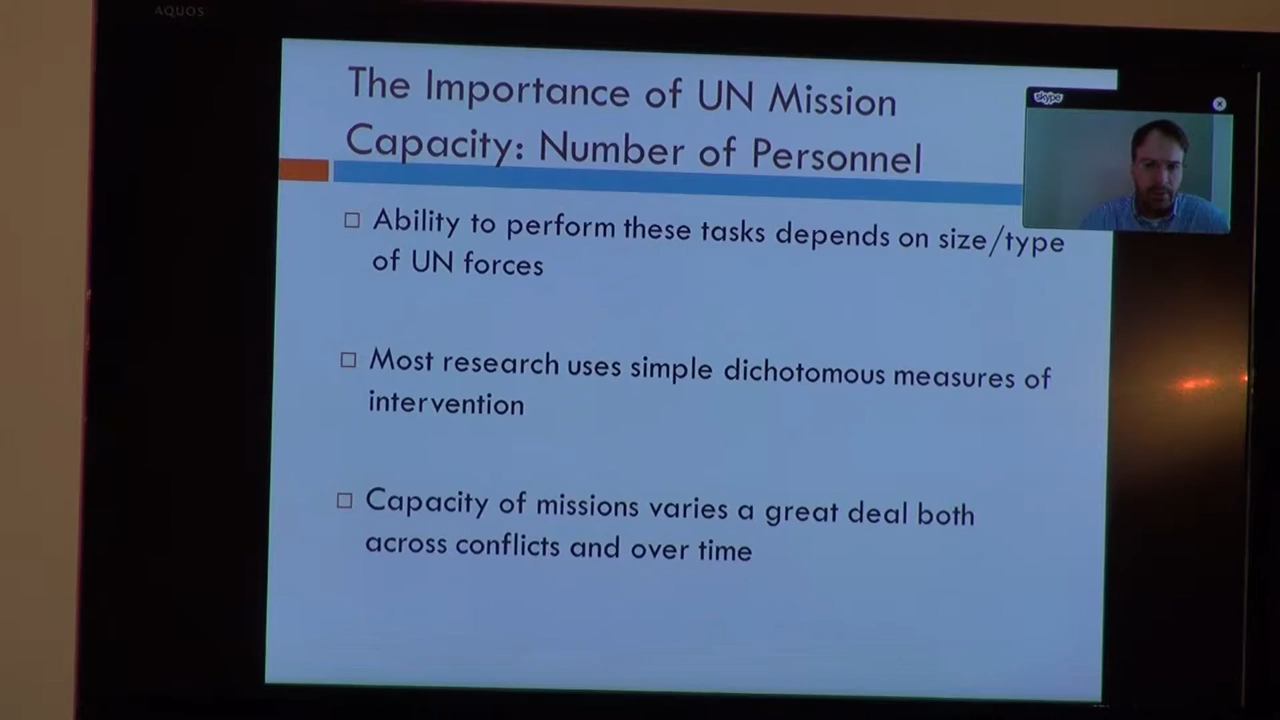 AQUOS
The Importance of UN Mission
Capacity: Number of Personnel
skype
□ Ability to perform these tasks depends on size/type
of UN forces
□ Most research uses simple dichotomous measures of
intervention
□ Capacity of missions varies a great deal both
across conflicts and over time